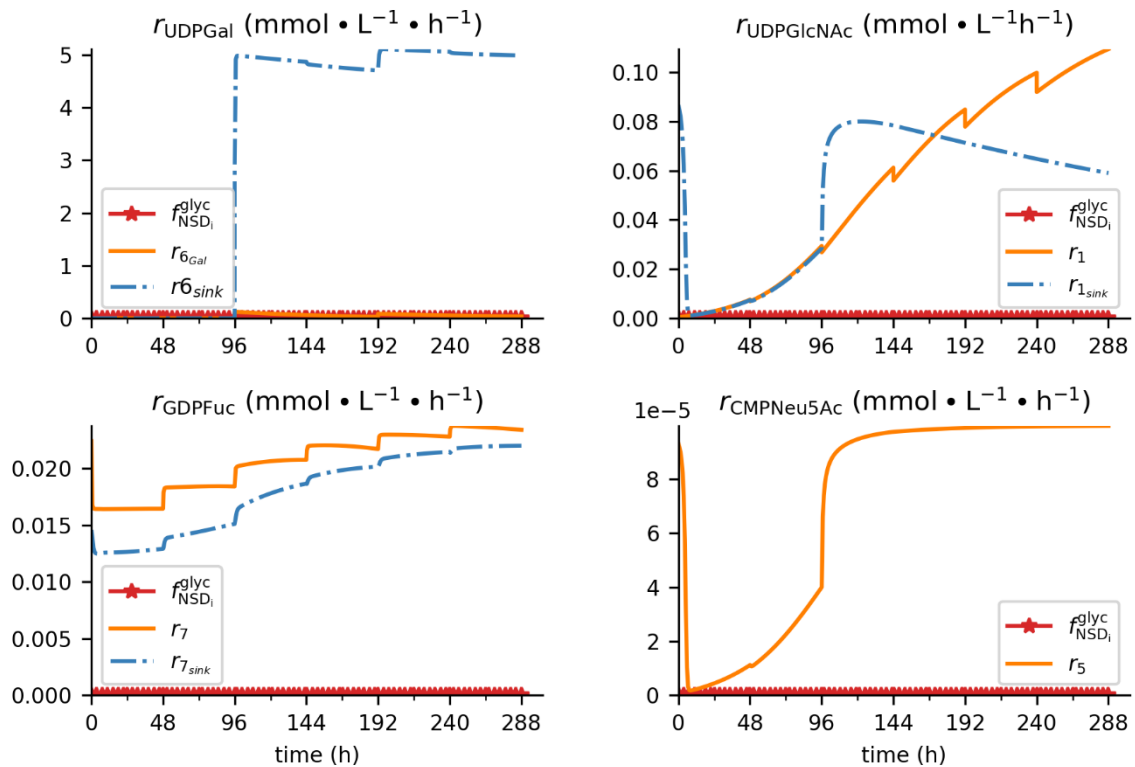 r_UDPGal (mmol • L⁻¹ • h⁻¹)
5
4
3
2
1
0
f^glyc_NSD_i
r_6_Gal
r6_sink
0 48 96 144 192 240 288
r_UDPGlcNAc (mmol • L⁻¹h⁻¹)
0.10
0.08
0.06
0.04
0.02
0.00
f^glyc_NSD_i
r_1
r_1_sink
0 48 96 144 192 240 288
r_GDPFuc (mmol • L⁻¹ • h⁻¹)
0.020
0.015
0.010
0.005
0.000
f^glyc_NSD_i
r_7
r_7_sink
0 48 96 144 192 240 288
time (h)
r_CMPNeu5Ac (mmol • L⁻¹ • h⁻¹)
1e−5
8
6
4
2
0
f^glyc_NSD_i
r_5
0 48 96 144 192 240 288
time (h)